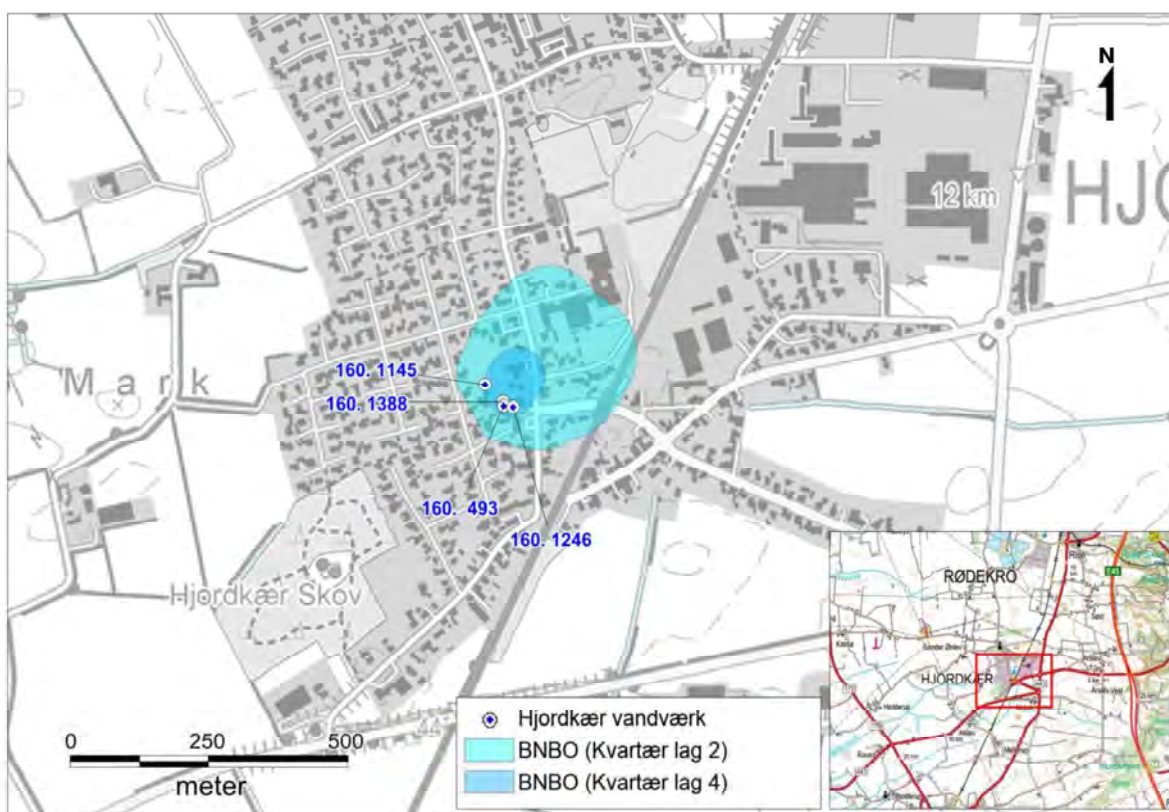 N
12 km
HJ
Mark
160. 1145
160. 1388
160. 493
160. 1246
Hjordkær Skov
0 250 500
meter
Hjordkær vandværk
BNBO (Kvartær lag 2)
BNBO (Kvartær lag 4)
RØDEKRO
E45
HJORDKÆR